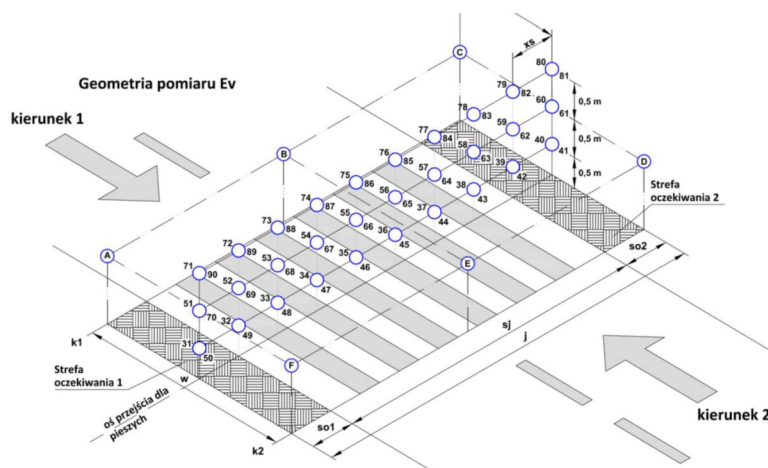 Geometria pomiaru Ev
kierunek 1
A
B
C
D
E
F
xs
80
81
79
82
78
83
77
84
76
85
75
86
74
87
73
88
72
89
71
90
60
61
59
62
58
63
57
64
56
65
55
66
54
67
53
68
52
69
51
70
40
41
39
42
38
43
37
44
36
45
35
46
34
47
33
48
32
49
31
50
0,5 m
0,5 m
0,5 m
Strefa
oczekiwania 2
so2
sj
j
k1
Strefa
oczekiwania 1
w
oś przejścia dla
pieszych
k2
so1
kierunek 2